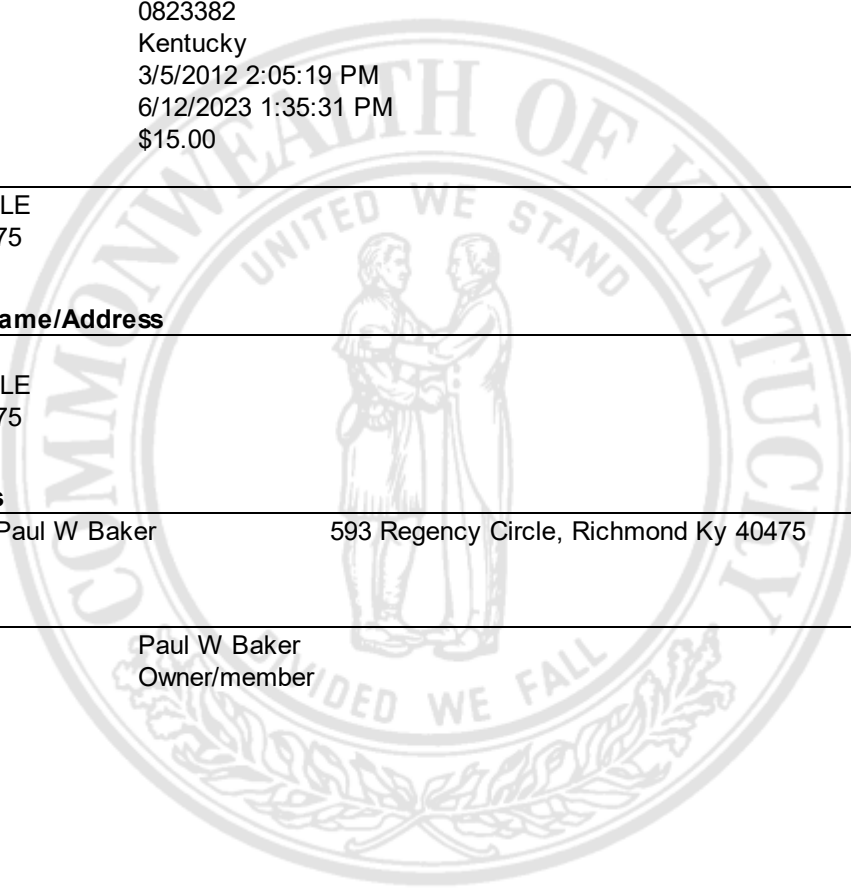 0823382
Kentucky
3/5/2012 2:05:19 PM
6/12/2023 1:35:31 PM
$15.00
LE
75
ame/Address
LE
75
s
Paul W Baker 593 Regency Circle, Richmond Ky 40475
Paul W Baker
Owner/member
COMMONWEALTH OF KENTUCKY
UNITED WE STAND
DIVIDED WE FALL